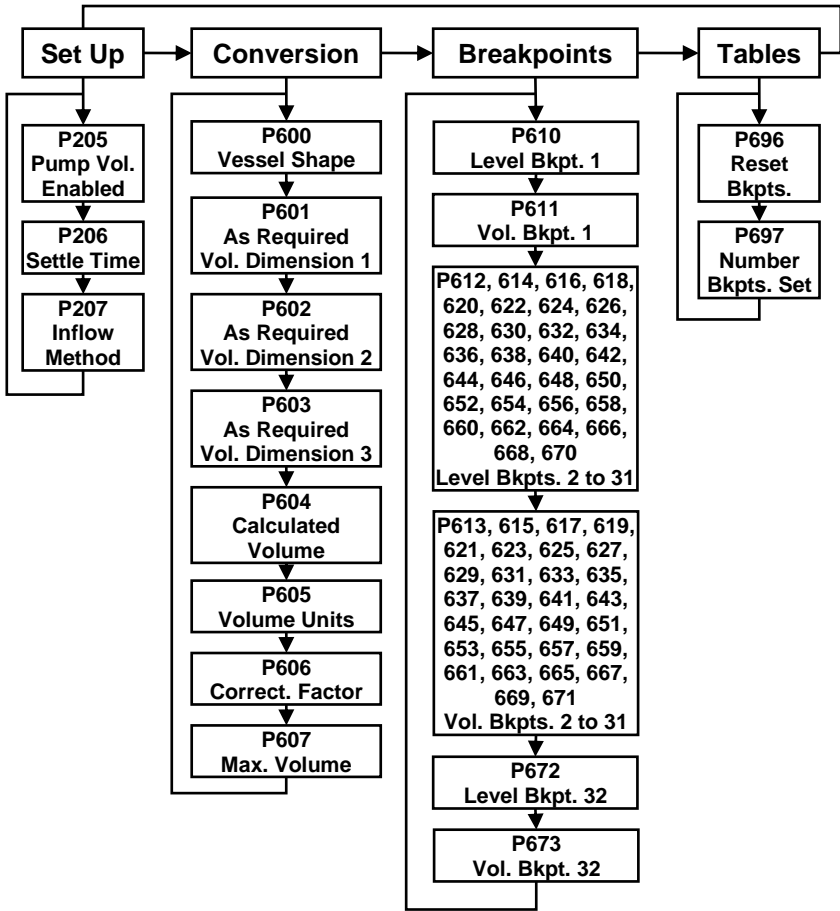 Set Up
Conversion
Breakpoints
Tables
P205
Pump Vol.
Enabled
P206
Settle Time
P207
Inflow
Method
P600
Vessel Shape
P601
As Required
Vol. Dimension 1
P602
As Required
Vol. Dimension 2
P603
As Required
Vol. Dimension 3
P604
Calculated
Volume
P605
Volume Units
P606
Correct. Factor
P607
Max. Volume
P610
Level Bkpt. 1
P611
Vol. Bkpt. 1
P612, 614, 616, 618,
620, 622, 624, 626,
628, 630, 632, 634,
636, 638, 640, 642,
644, 646, 648, 650,
652, 654, 656, 658,
660, 662, 664, 666,
668, 670
Level Bkpts. 2 to 31
P613, 615, 617, 619,
621, 623, 625, 627,
629, 631, 633, 635,
637, 639, 641, 643,
645, 647, 649, 651,
653, 655, 657, 659,
661, 663, 665, 667,
669, 671
Vol. Bkpts. 2 to 31
P672
Level Bkpt. 32
P673
Vol. Bkpt. 32
P696
Reset
Bkpts.
P697
Number
Bkpts. Set